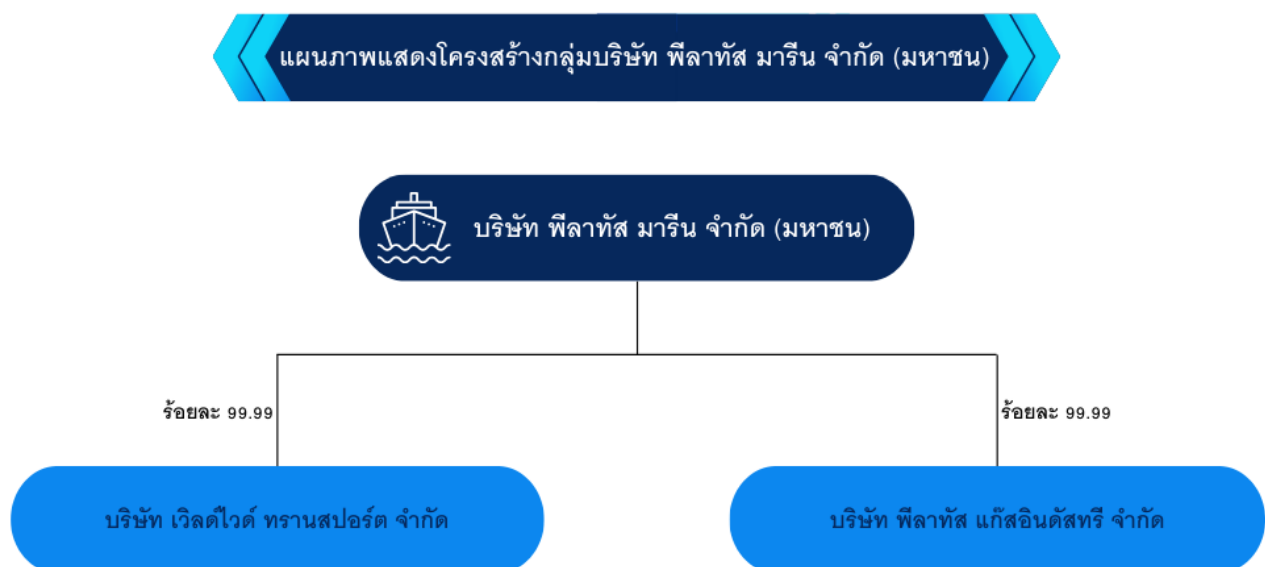 แผนภาพแสดงโครงสร้างกลุ่มบริษัท พีลาทัส มารีน จำกัด (มหาชน)
บริษัท พีลาทัส มารีน จำกัด (มหาชน)
ร้อยละ 99.99
ร้อยละ 99.99
บริษัท เวิลด์ไวด์ ทรานสปอร์ต จำกัด
บริษัท พีลาทัส แก๊สอินดัสทรี จำกัด